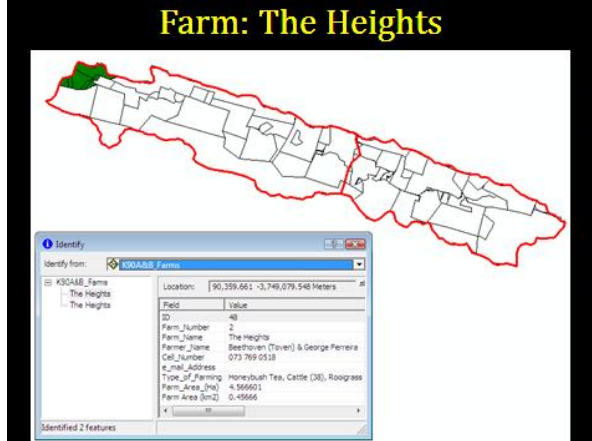 Farm: The Heights
Identify
Identify from: K90A&B_Farms
K90A&B_Farms
The Heights
The Heights
Location: 90,359.661 -3,749,079.548 Meters
Field Value
ID 48
Farm_Number 2
Farm_Name The Heights
Farmer_Name Beethoven (Toven) & George Ferreira
Cell_Number 073 769 0518
e_mail_Address
Type_of_Farming Honeybush Tea, Cattle (38), Rooigrass
Farm_Area_(Ha) 4.566601
Farm Area (km2) 0.45666
Identified 2 features